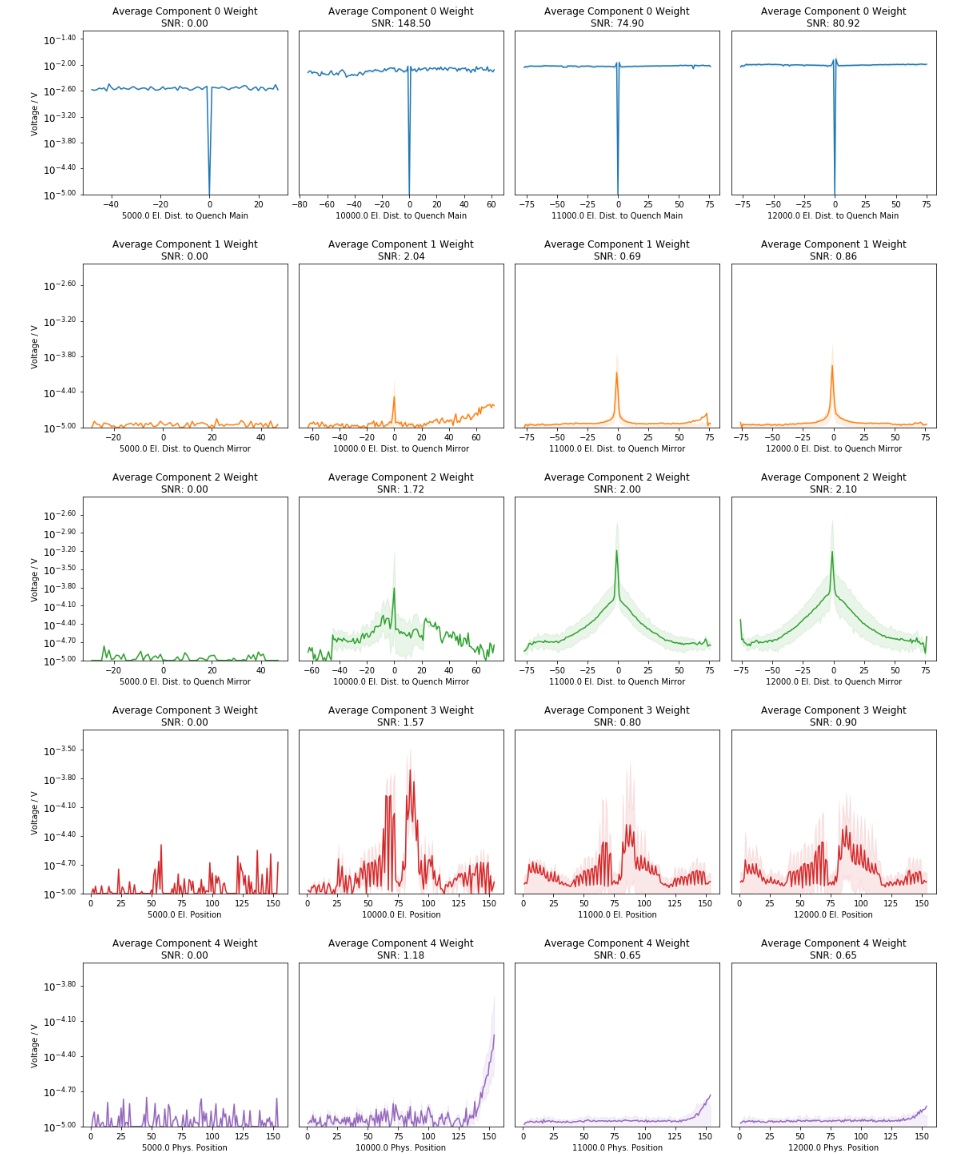 Average Component 0 Weight
SNR: 0.00
Average Component 0 Weight
SNR: 148.50
Average Component 0 Weight
SNR: 74.90
Average Component 0 Weight
SNR: 80.92
Voltage / V
10^−1.40
10^−2.00
10^−2.60
10^−3.20
10^−3.80
10^−4.40
10^−5.00
−40 −20 0 20
5000.0 El. Dist. to Quench Main
−80 −60 −40 −20 0 20 40 60
10000.0 El. Dist. to Quench Main
−75 −50 −25 0 25 50 75
11000.0 El. Dist. to Quench Main
−75 −50 −25 0 25 50 75
12000.0 El. Dist. to Quench Main
Average Component 1 Weight
SNR: 0.00
Average Component 1 Weight
SNR: 2.04
Average Component 1 Weight
SNR: 0.69
Average Component 1 Weight
SNR: 0.86
Voltage / V
10^−2.60
10^−3.20
10^−3.80
10^−4.40
10^−5.00
−20 0 20 40
5000.0 El. Dist. to Quench Mirror
−60 −40 −20 0 20 40 60
10000.0 El. Dist. to Quench Mirror
−75 −50 −25 0 25 50 75
11000.0 El. Dist. to Quench Mirror
−75 −50 −25 0 25 50 75
12000.0 El. Dist. to Quench Mirror
Average Component 2 Weight
SNR: 0.00
Average Component 2 Weight
SNR: 1.72
Average Component 2 Weight
SNR: 2.00
Average Component 2 Weight
SNR: 2.10
Voltage / V
10^−2.60
10^−2.90
10^−3.20
10^−3.50
10^−3.80
10^−4.10
10^−4.40
10^−4.70
10^−5.00
−20 0 20 40
5000.0 El. Dist. to Quench Mirror
−60 −40 −20 0 20 40 60
10000.0 El. Dist. to Quench Mirror
−75 −50 −25 0 25 50 75
11000.0 El. Dist. to Quench Mirror
−75 −50 −25 0 25 50 75
12000.0 El. Dist. to Quench Mirror
Average Component 3 Weight
SNR: 0.00
Average Component 3 Weight
SNR: 1.57
Average Component 3 Weight
SNR: 0.80
Average Component 3 Weight
SNR: 0.90
Voltage / V
10^−3.50
10^−3.80
10^−4.10
10^−4.40
10^−4.70
10^−5.00
0 25 50 75 100 125 150
5000.0 El. Position
0 25 50 75 100 125 150
10000.0 El. Position
0 25 50 75 100 125 150
11000.0 El. Position
0 25 50 75 100 125 150
12000.0 El. Position
Average Component 4 Weight
SNR: 0.00
Average Component 4 Weight
SNR: 1.18
Average Component 4 Weight
SNR: 0.65
Average Component 4 Weight
SNR: 0.65
Voltage / V
10^−3.80
10^−4.10
10^−4.40
10^−4.70
10^−5.00
0 25 50 75 100 125 150
5000.0 Phys. Position
0 25 50 75 100 125 150
10000.0 Phys. Position
0 25 50 75 100 125 150
11000.0 Phys. Position
0 25 50 75 100 125 150
12000.0 Phys. Position